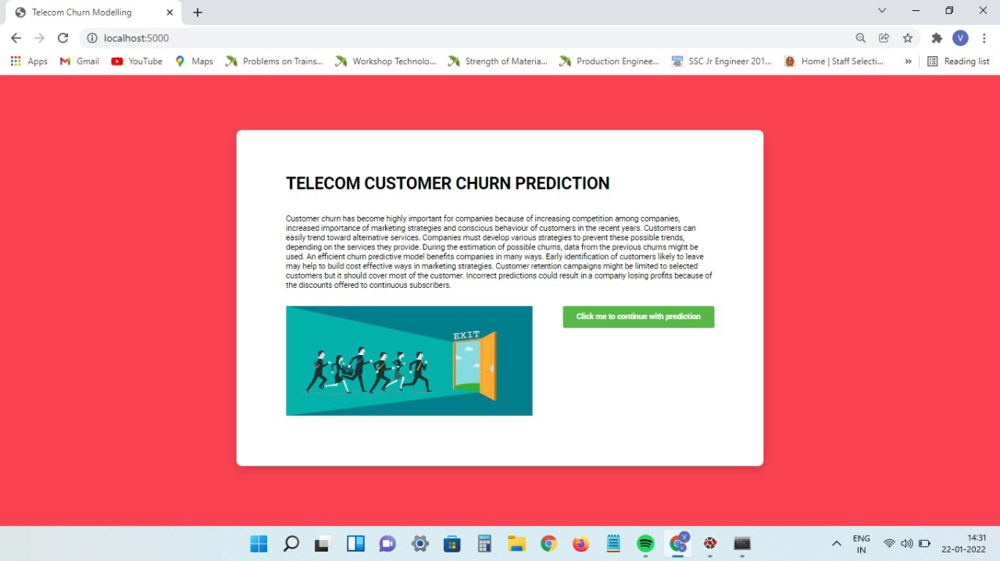 Telecom Churn Modelling
localhost:5000
V
Apps
Gmail
YouTube
Maps
Problems on Trains...
Workshop Technolo...
Strength of Materia...
Production Enginee...
SSC Jr Engineer 201...
Home | Staff Selecti...
»
Reading list
TELECOM CUSTOMER CHURN PREDICTION
Customer churn has become highly important for companies because of increasing competition among companies,
increased importance of marketing strategies and conscious behaviour of customers in the recent years. Customers can
easily trend toward alternative services. Companies must develop various strategies to prevent these possible trends,
depending on the services they provide. During the estimation of possible churns, data from the previous churns might be
used. An efficient churn predictive model benefits companies in many ways. Early identification of customers likely to leave
may help to build cost effective ways in marketing strategies. Customer retention campaigns might be limited to selected
customers but it should cover most of the customer. Incorrect predictions could result in a company losing profits because of
the discounts offered to continuous subscribers.
Click me to continue with prediction
EXIT
V
ENG
IN
14:31
22-01-2022